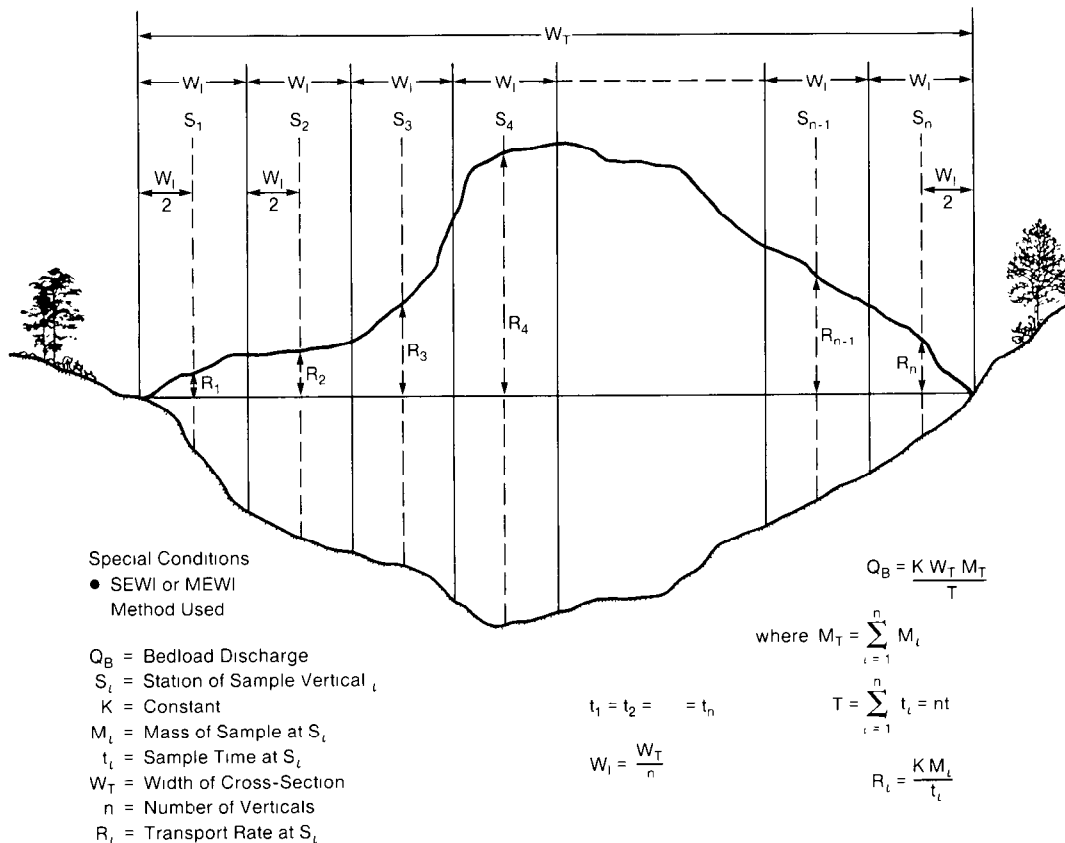 W_T
W_I W_I W_I W_I W_I W_I
S_1 S_2 S_3 S_4 S_{n-1} S_n
W_I/2 W_I/2 W_I/2
R_1 R_2 R_3 R_4 R_{n-1} R_n
Special Conditions
● SEWI or MEWI
Method Used
Q_B = Bedload Discharge
S_i = Station of Sample Vertical i
K = Constant
M_i = Mass of Sample at S_i
t_i = Sample Time at S_i
W_T = Width of Cross-Section
n = Number of Verticals
R_i = Transport Rate at S_i
t_1 = t_2 = = t_n
W_I = W_T/n
Q_B = K W_T M_T/T
where M_T = ∑_{i = 1}^{n} M_i
T = ∑_{i = 1}^{n} t_i = nt
R_i = K M_i/t_i